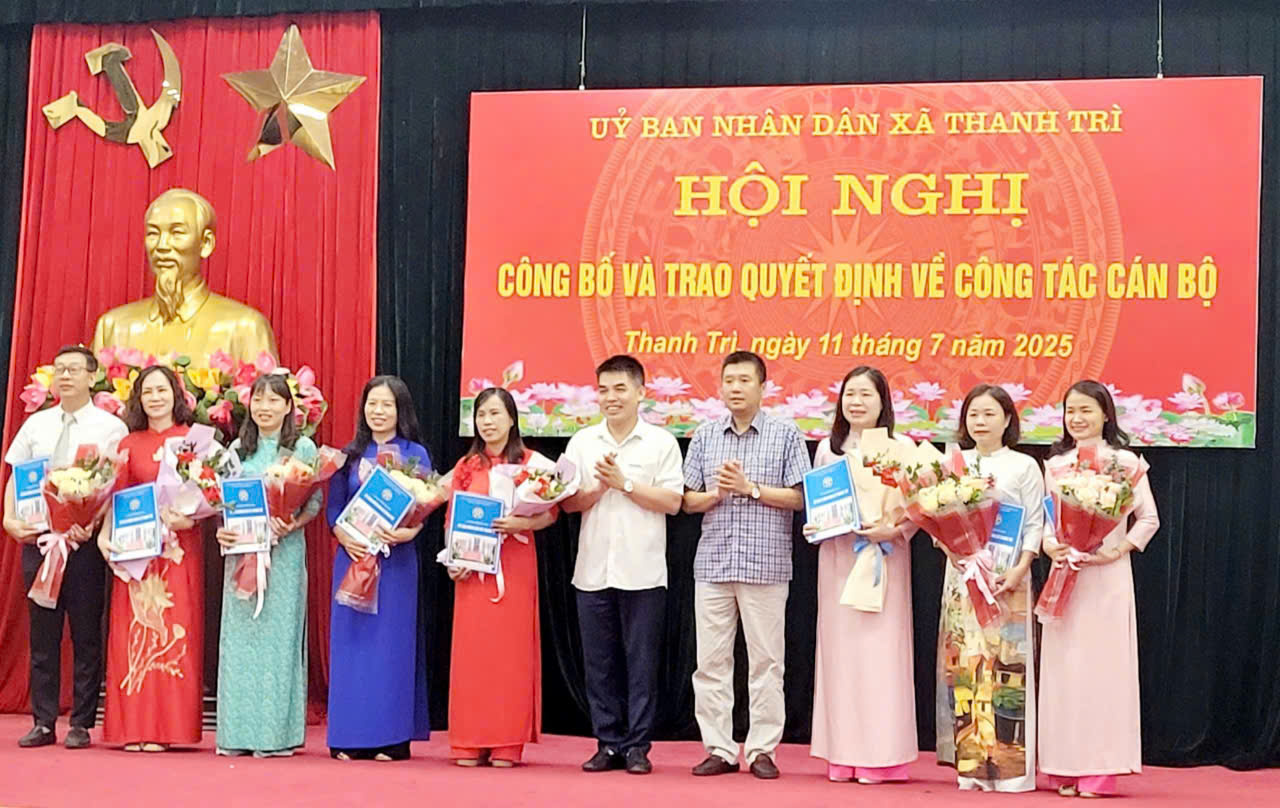 UỶ BAN NHÂN DÂN XÃ THANH TRÌ
HỘI NGHỊ
CÔNG BỐ VÀ TRAO QUYẾT ĐỊNH VỀ CÔNG TÁC CÁN BỘ
Thanh Trì, ngày 11 tháng 7 năm 2025